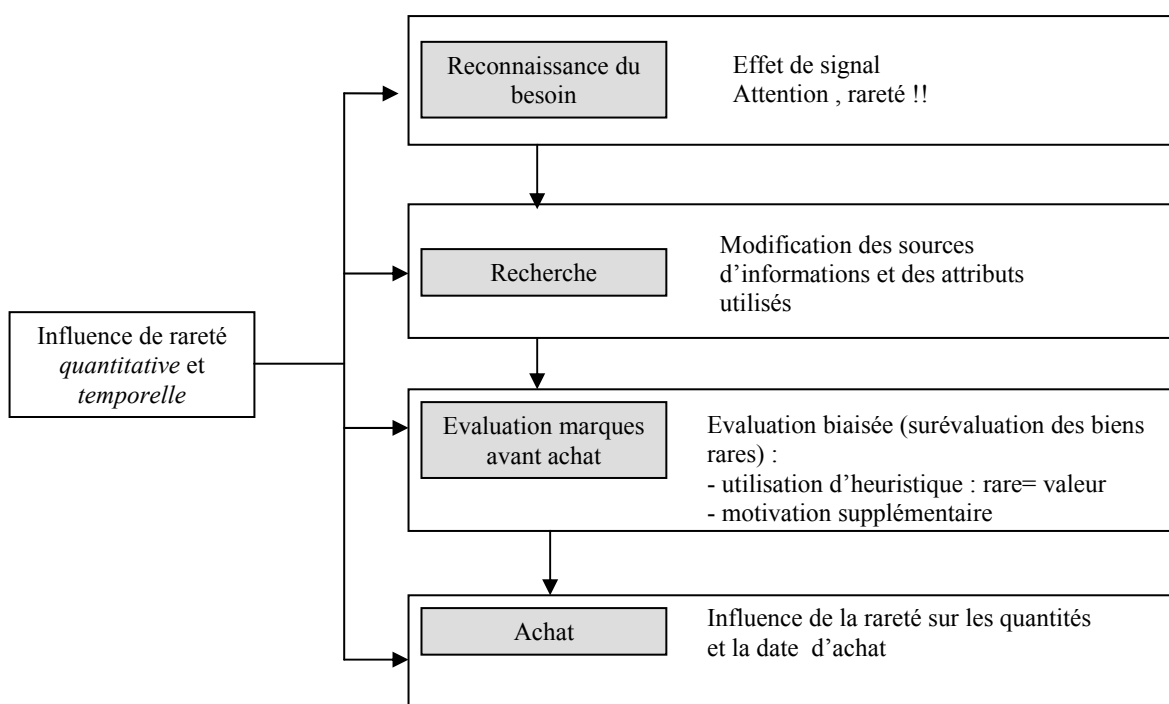 Reconnaissance du
besoin
Effet de signal
Attention , rareté !!
Recherche
Modification des sources
d’informations et des attributs
utilisés
Influence de rareté
quantitative et
temporelle
Evaluation marques
avant achat
Evaluation biaisée (surévaluation des biens
rares) :
- utilisation d’heuristique : rare= valeur
- motivation supplémentaire
Achat
Influence de la rareté sur les quantités
et la date d’achat